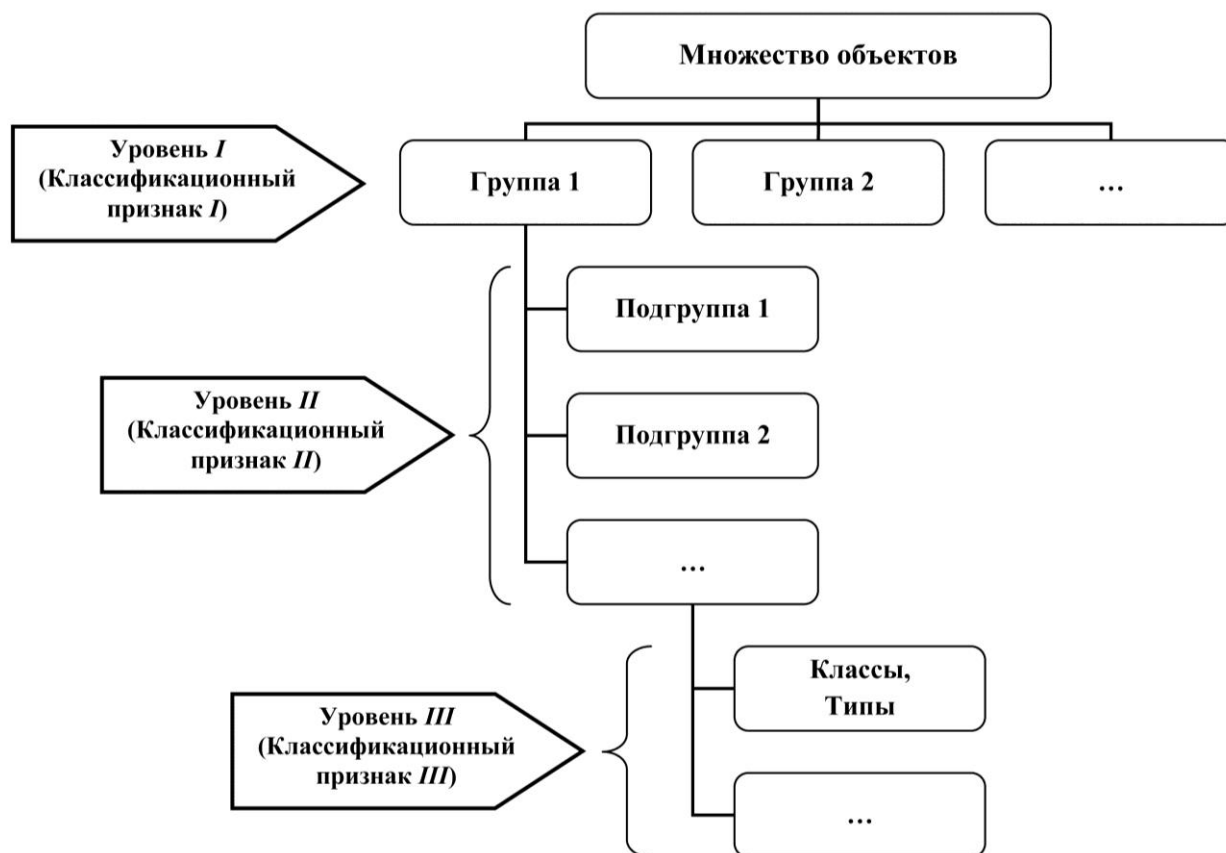 Множество объектов
Уровень I
(Классификационный
признак I)
Группа 1
Группа 2
...
Подгруппа 1
Уровень II
(Классификационный
признак II)
Подгруппа 2
...
Классы,
Типы
Уровень III
(Классификационный
признак III)
...